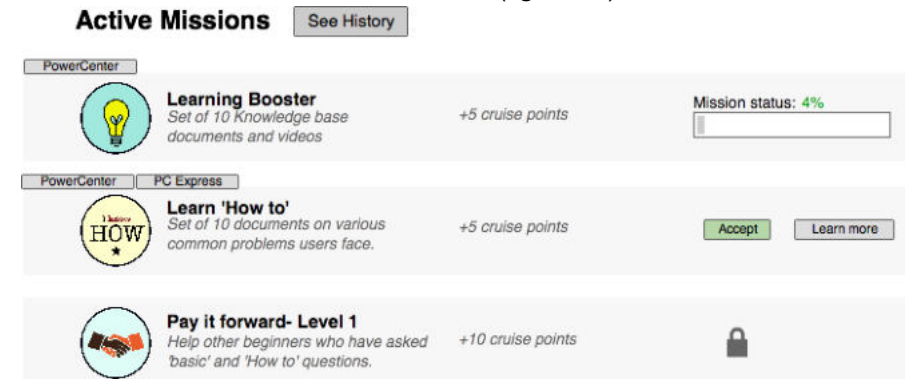 Active Missions
See History
PowerCenter
Learning Booster
Set of 10 Knowledge base
documents and videos
+5 cruise points
Mission status: 4%
PowerCenter
PC Express
HOW
Learn 'How to'
Set of 10 documents on various
common problems users face.
+5 cruise points
Accept
Learn more
Pay it forward- Level 1
Help other beginners who have asked
'basic' and 'How to' questions.
+10 cruise points